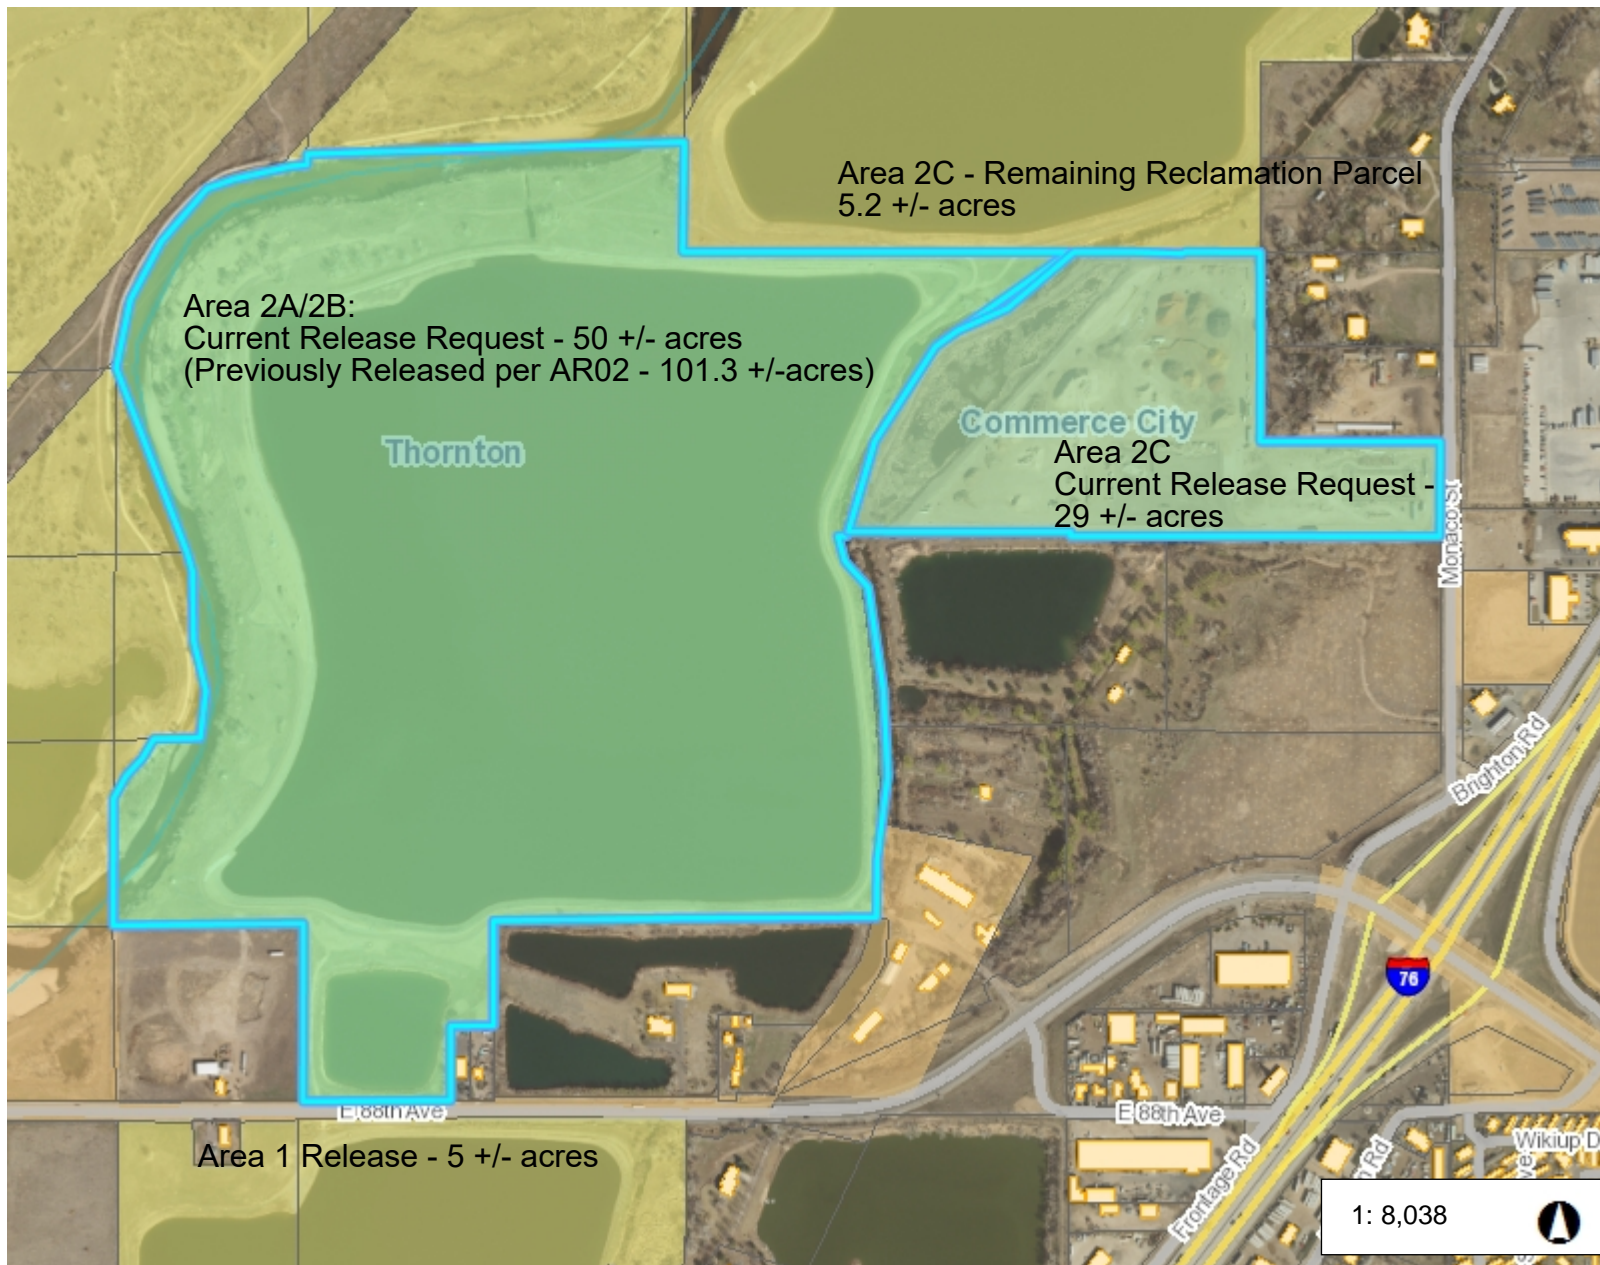 Area 2C - Remaining Reclamation Parcel
5.2 +/- acres
Area 2A/2B:
Current Release Request - 50 +/- acres
(Previously Released per AR02 - 101.3 +/-acres)
Thornton
Commerce City
Area 2C
Current Release Request -
29 +/- acres
Monaco St
Brighton Rd
76
E 88th Ave
E 88th Ave
Area 1 Release - 5 +/- acres
Frontage Rd
Rd
Wikiup D
1: 8,038